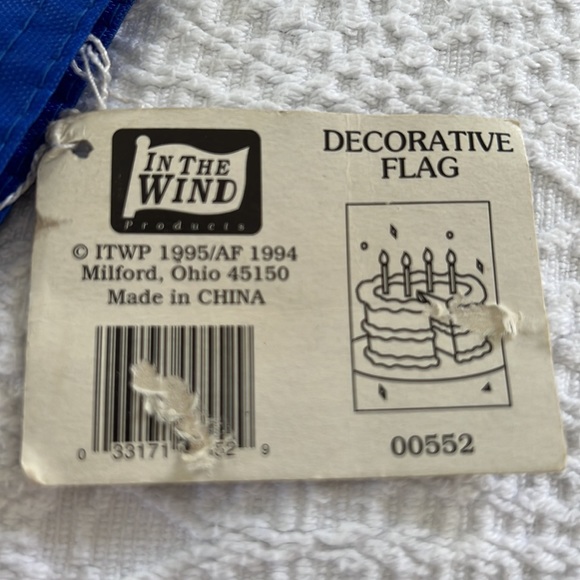 IN THE
WIND
Products
© ITWP 1995/AF 1994
Milford, Ohio 45150
Made in CHINA
0 33171 52 9
DECORATIVE
FLAG
00552